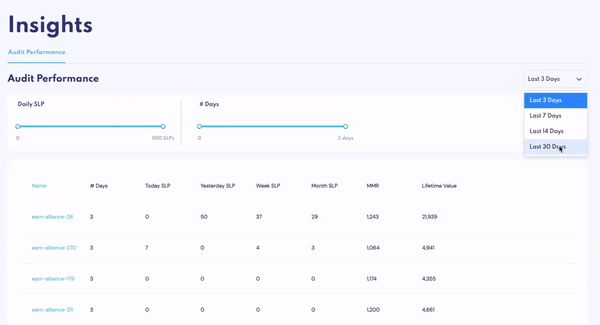 Insights
Audit Performance
Audit Performance
Last 3 Days
Last 3 Days
Last 7 Days
Last 14 Days
Last 30 Days
Daily SLP
# Days
0
500 SLPs
0
3 days
Name # Days Today SLP Yesterday SLP Week SLP Month SLP MMR Lifetime Value
earn-alliance-26 3 0 50 37 29 1,243 21,939
earn-alliance-270 3 7 0 4 3 1,064 4,941
earn-alliance-179 3 0 0 0 0 1,174 4,355
earn-alliance-211 3 0 0 0 0 1,200 4,661